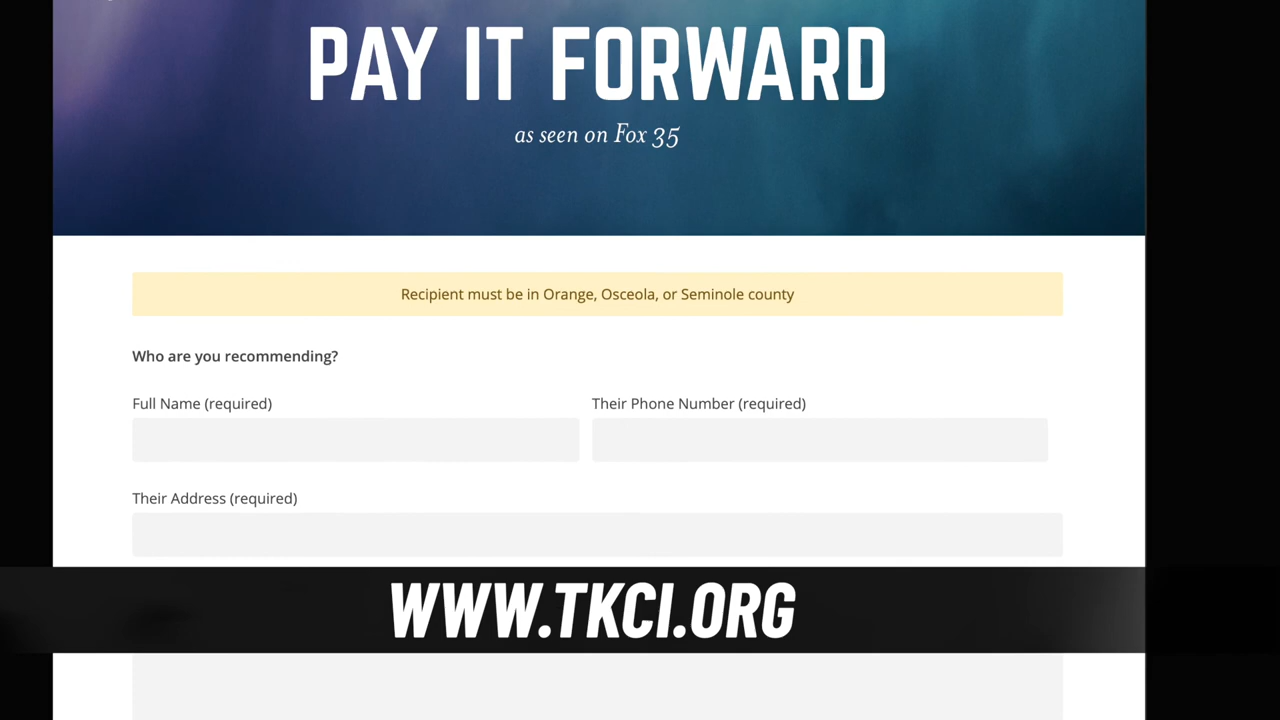 PAY IT FORWARD
as seen on Fox 35
Recipient must be in Orange, Osceola, or Seminole county
Who are you recommending?
Full Name (required)
Their Phone Number (required)
Their Address (required)
WWW.TKCI.ORG